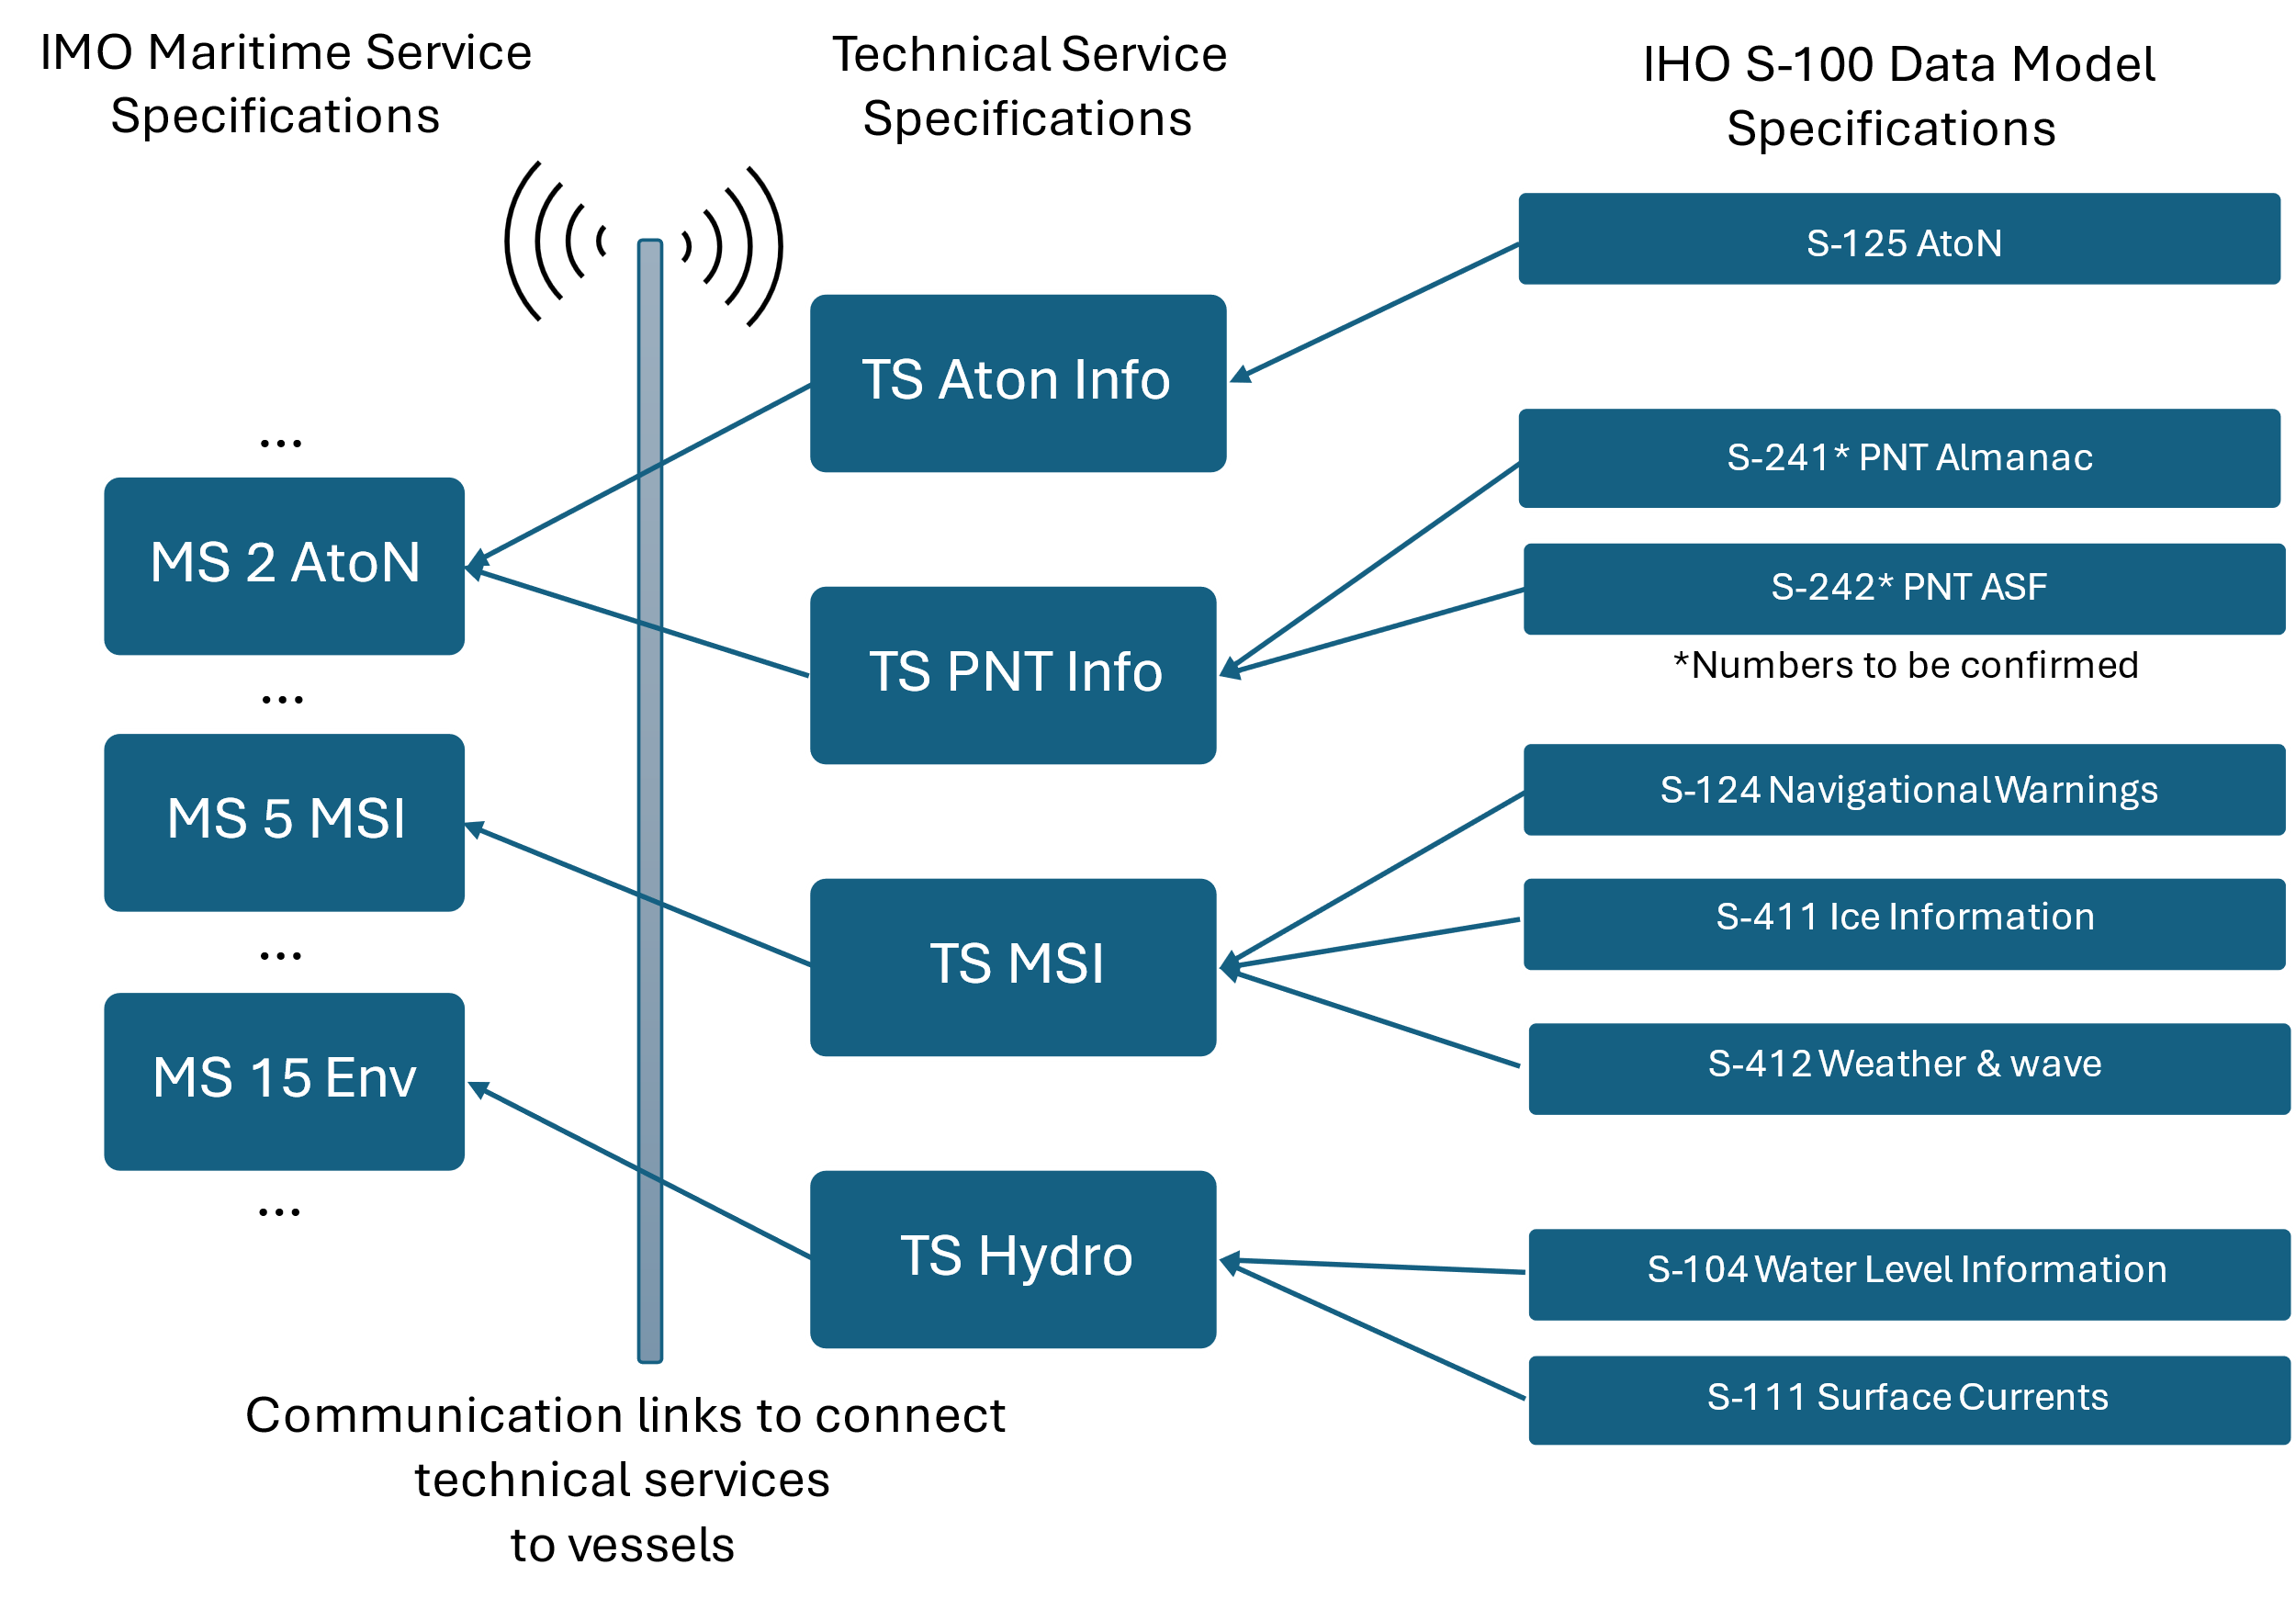 IMO Maritime Service
Specifications
Technical Service
Specifications
IHO S-100 Data Model
Specifications
...
MS 2 AtoN
...
MS 5 MSI
...
MS 15 Env
...
TS Aton Info
TS PNT Info
TS MSI
TS Hydro
S-125 AtoN
S-241* PNT Almanac
S-242* PNT ASF
*Numbers to be confirmed
S-124 Navigational Warnings
S-411 Ice Information
S-412 Weather & wave
S-104 Water Level Information
S-111 Surface Currents
Communication links to connect
technical services
to vessels